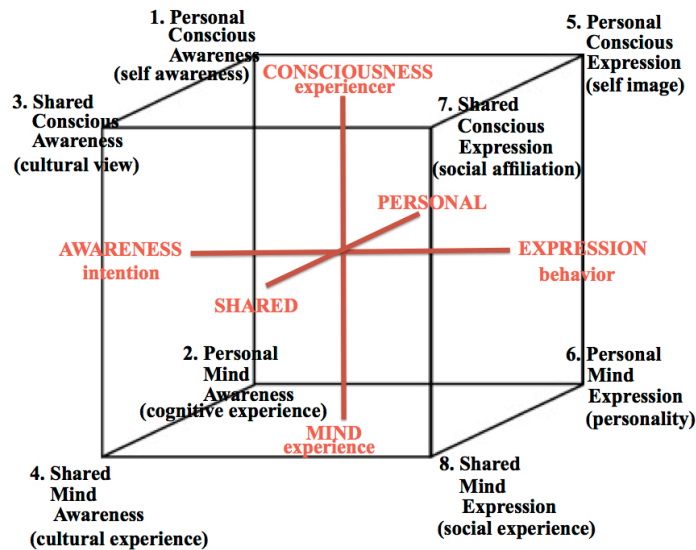 1. Personal
Conscious
Awareness
(self awareness)
5. Personal
Conscious
Expression
(self image)
CONSCIOUSNESS
experiencer
3. Shared
Conscious
Awareness
(cultural view)
7. Shared
Conscious
Expression
(social affiliation)
PERSONAL
AWARENESS
intention
EXPRESSION
behavior
SHARED
2. Personal
Mind
Awareness
(cognitive experience)
6. Personal
Mind
Expression
(personality)
MIND
experience
4. Shared
Mind
Awareness
(cultural experience)
8. Shared
Mind
Expression
(social experience)